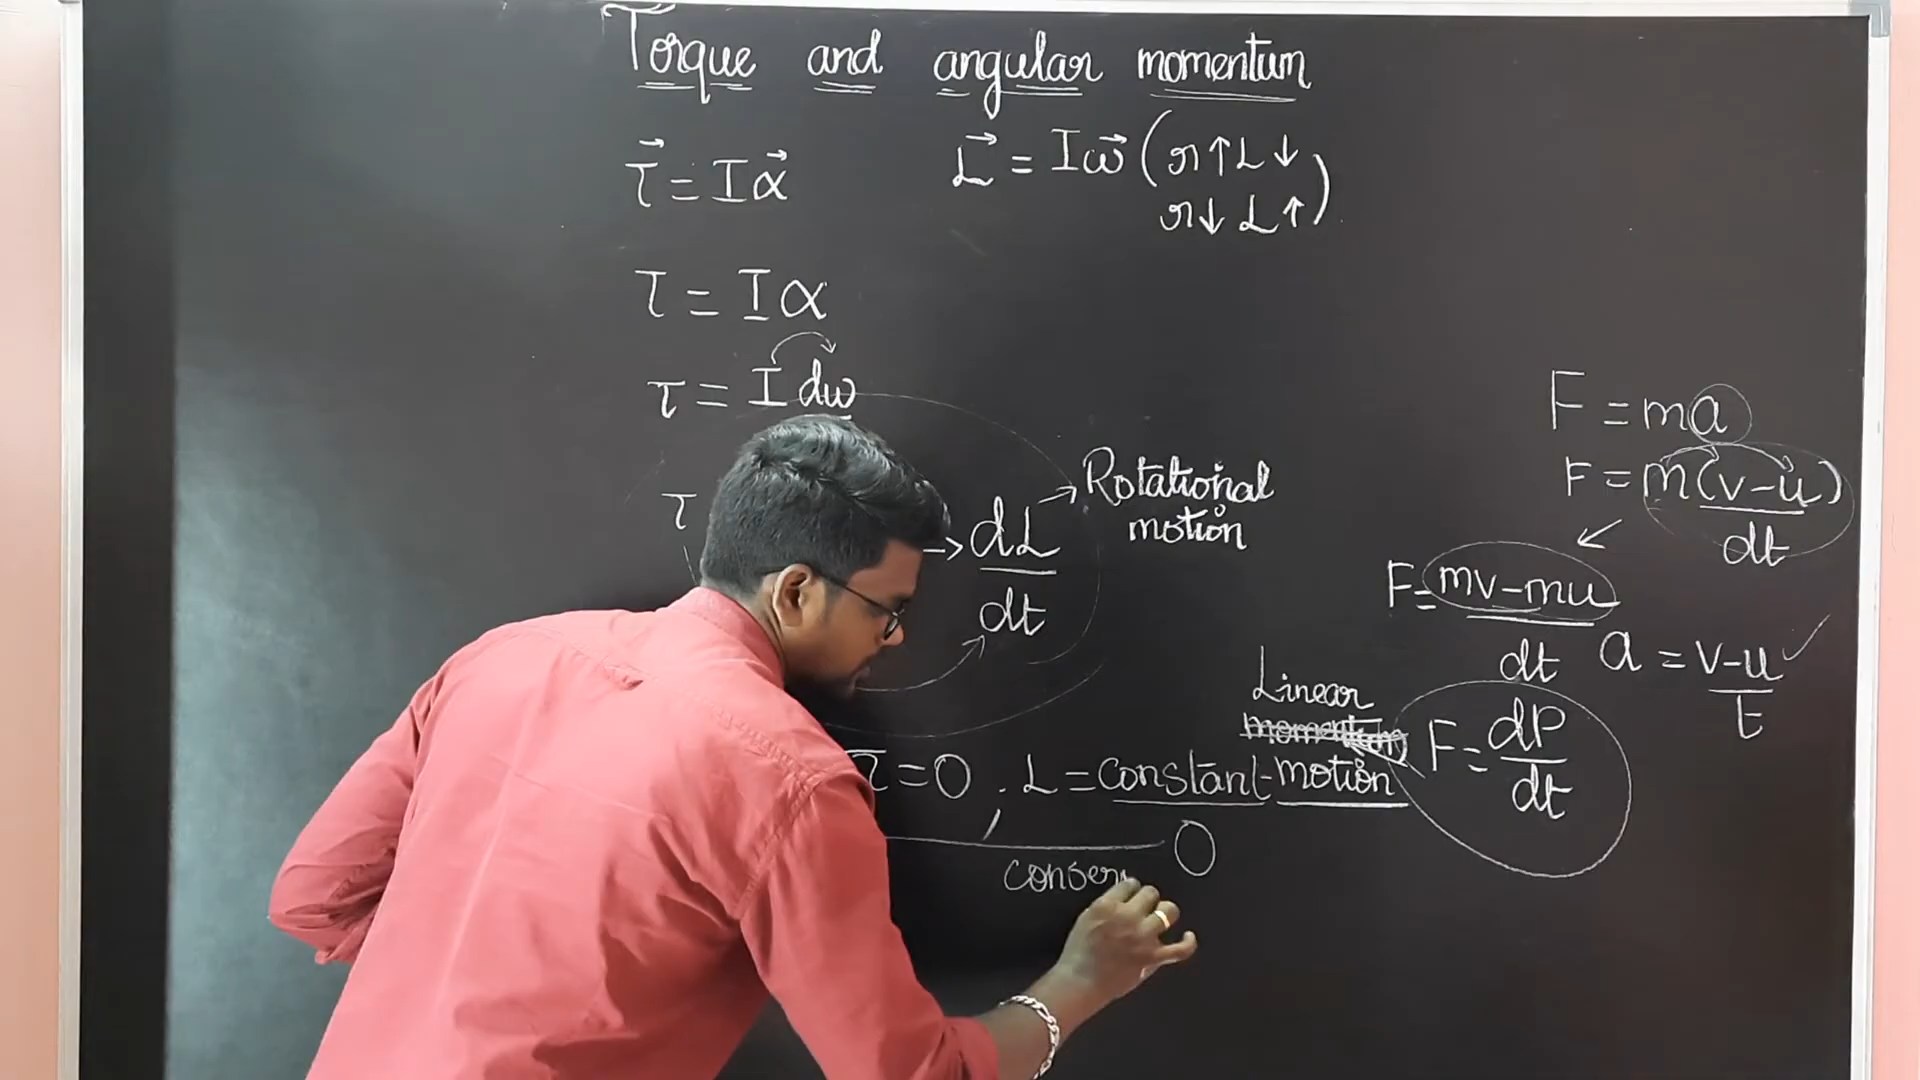 Torque and angular momentum
τ⃗ = Iα⃗
L⃗ = Iω⃗ (r↑ L↓
r↓ L↑)
τ = Iα
τ = I dω
τ
→ dL
dt
→ Rotational
motion
τ = 0, L = constant
0
conser
F = ma
F = m(v-u)
dt
F = mv-mu
dt
a = v-u ✓
t
Linear
motion
F = dP
dt